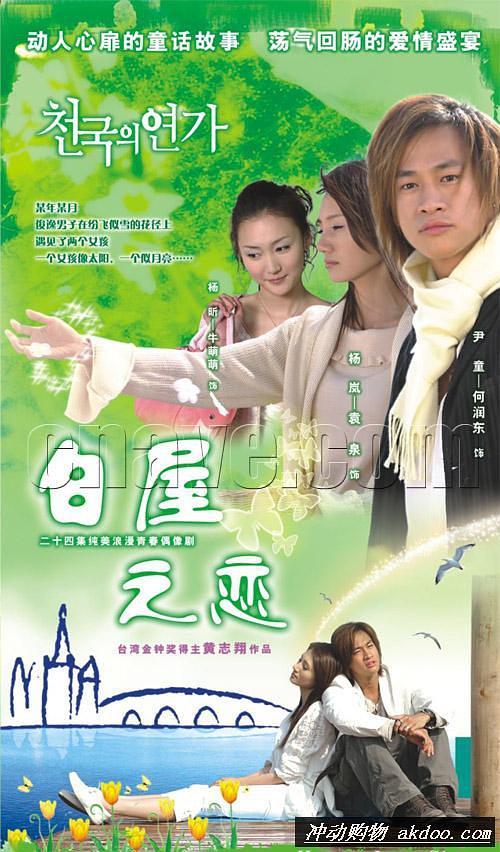 动人心扉的童话故事 荡气回肠的爱情盛宴
천국의 연가
某年某月
俊逸男子在纷飞似雪的花径上
遇见了两个女孩
一个女孩像太阳，一个似月亮……
杨昕—牛萌萌 饰
杨岚—袁泉 饰
尹童—何润东 饰
cnave.com
白屋
二十四集纯美浪漫青春偶像剧
之恋
台湾金钟奖得主黄志翔作品
冲动购物 akdoo.com